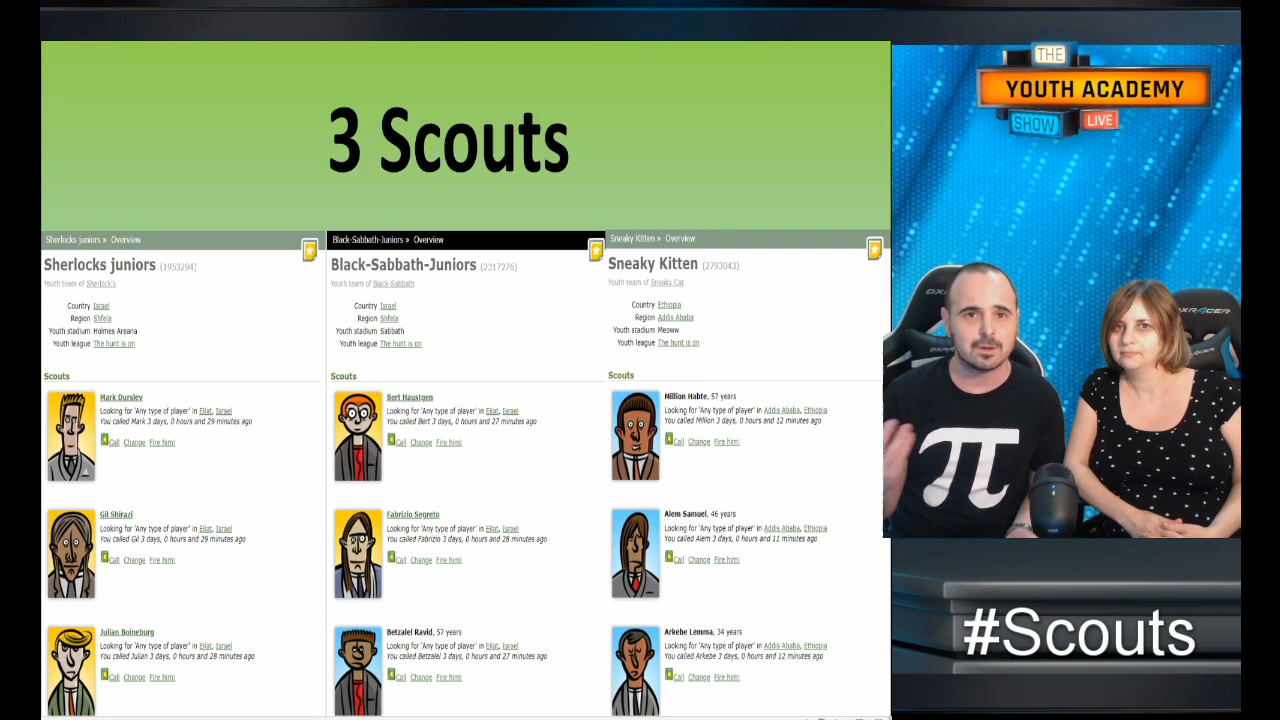 THE
YOUTH ACADEMY
SHOW
LIVE
3 Scouts
Sherlocks juniors » Overview
Sherlocks juniors (1953294)
Youth team of Sherlock's
Country Israel
Region Shfela
Youth stadium Holmes Areana
Youth league The hunt is on
Scouts
Mark Dursley
Looking for 'Any type of player' in Eilat, Israel
You called Mark 3 days, 0 hours and 29 minutes ago
Call Change Fire him!
Gil Shirazi
Looking for 'Any type of player' in Eilat, Israel
You called Gil 3 days, 0 hours and 29 minutes ago
Call Change Fire him!
Julian Boineburg
Looking for 'Any type of player' in Eilat, Israel
You called Julian 3 days, 0 hours and 28 minutes ago
Call Change Fire him!
Black-Sabbath-Juniors » Overview
Black-Sabbath-Juniors (2317276)
Youth team of Black-Sabbath
Country Israel
Region Shfela
Youth stadium Sabbath
Youth league The hunt is on
Scouts
Bert Haustgen
Looking for 'Any type of player' in Eilat, Israel
You called Bert 3 days, 0 hours and 27 minutes ago
Call Change Fire him!
Fabrizio Segreto
Looking for 'Any type of player' in Eilat, Israel
You called Fabrizio 3 days, 0 hours and 28 minutes ago
Call Change Fire him!
Betzalel Ravid, 57 years
Looking for 'Any type of player' in Eilat, Israel
You called Betzalel 3 days, 0 hours and 27 minutes ago
Call Change Fire him!
Sneaky Kitten » Overview
Sneaky Kitten (2793043)
Youth team of Sneaky Cat
Country Ethiopia
Region Addis Ababa
Youth stadium Meoww
Youth league The hunt is on
Scouts
Million Habte, 57 years
Looking for 'Any type of player' in Addis Ababa, Ethiopia
You called Million 3 days, 0 hours and 12 minutes ago
Call Change Fire him!
Alem Samuel, 46 years
Looking for 'Any type of player' in Addis Ababa, Ethiopia
You called Alem 3 days, 0 hours and 11 minutes ago
Call Change Fire him!
Arkebe Lemma, 34 years
Looking for 'Any type of player' in Addis Ababa, Ethiopia
You called Arkebe 3 days, 0 hours and 12 minutes ago
Call Change Fire him!
DXRACER
π
#Scouts